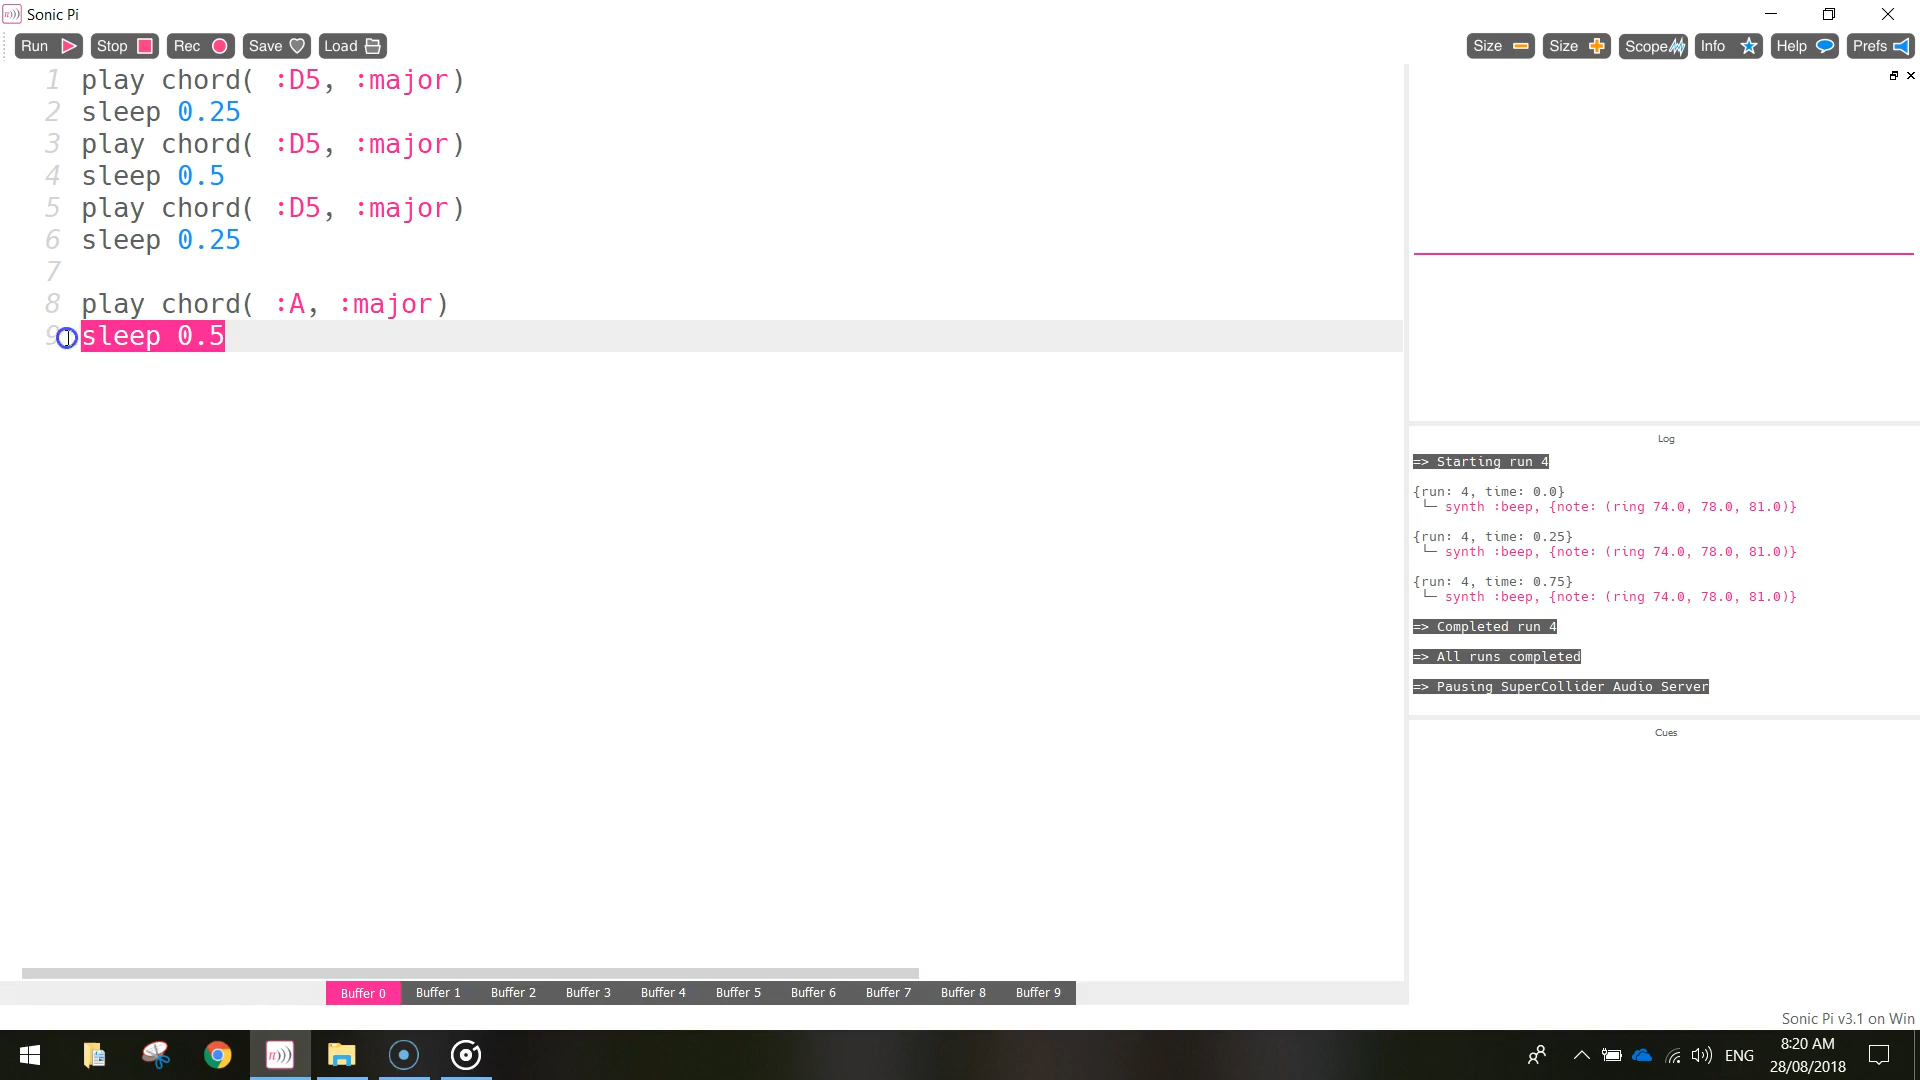 Sonic Pi
Run Stop Rec Save Load Size Size Scope Info Help Prefs
1 play chord( :D5, :major)
2 sleep 0.25
3 play chord( :D5, :major)
4 sleep 0.5
5 play chord( :D5, :major)
6 sleep 0.25
7
8 play chord( :A, :major)
9 sleep 0.5
Log
=> Starting run 4
{run: 4, time: 0.0}
└─ synth :beep, {note: (ring 74.0, 78.0, 81.0)}
{run: 4, time: 0.25}
└─ synth :beep, {note: (ring 74.0, 78.0, 81.0)}
{run: 4, time: 0.75}
└─ synth :beep, {note: (ring 74.0, 78.0, 81.0)}
=> Completed run 4
=> All runs completed
=> Pausing SuperCollider Audio Server
Cues
Buffer 0 Buffer 1 Buffer 2 Buffer 3 Buffer 4 Buffer 5 Buffer 6 Buffer 7 Buffer 8 Buffer 9
Sonic Pi v3.1 on Win
ENG
8:20 AM
28/08/2018